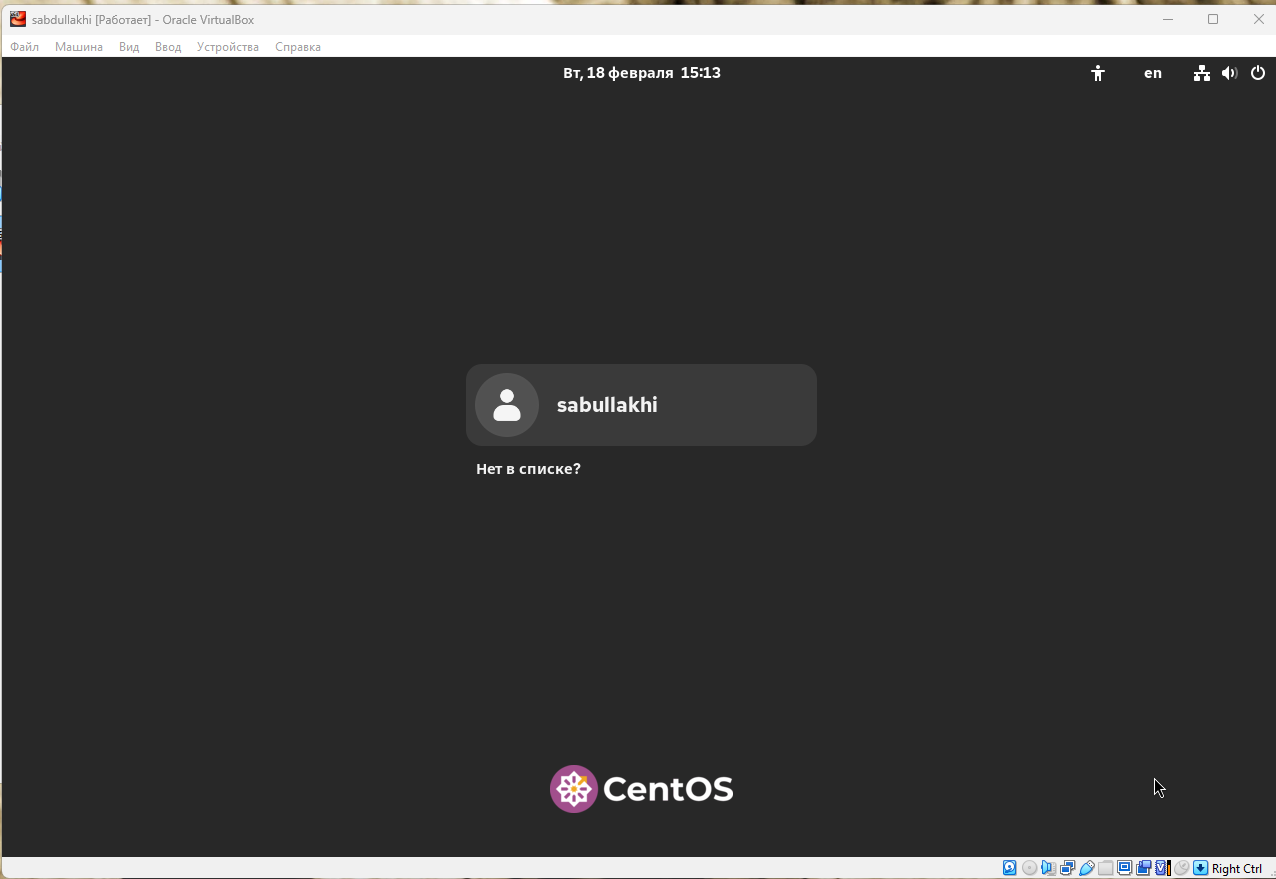 sabdullakhi [Работает] - Oracle VirtualBox
Файл Машина Вид Ввод Устройства Справка
Вт, 18 февраля 15:13
en
sabullakhi
Нет в списке?
CentOS
Right Ctrl